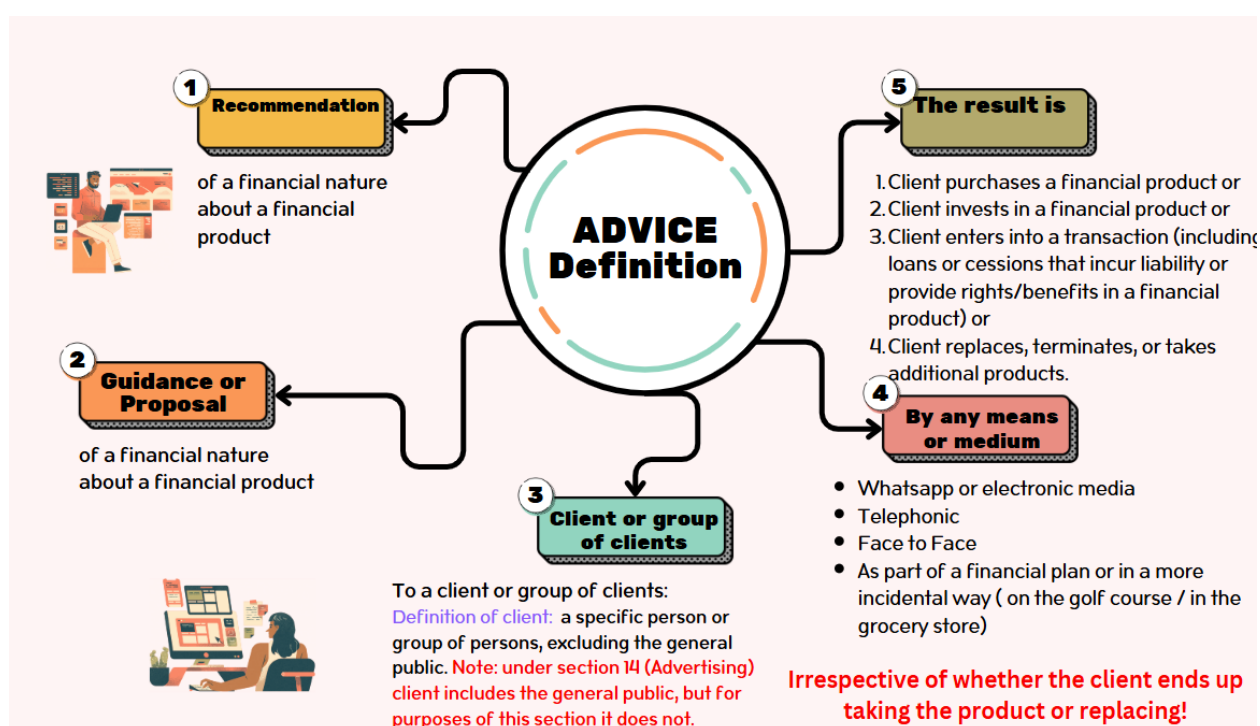 ADVICE
Definition
1
Recommendation
of a financial nature
about a financial
product
2
Guidance or
Proposal
of a financial nature
about a financial product
3
Client or group
of clients
To a client or group of clients:
Definition of client: a specific person or
group of persons, excluding the general
public. Note: under section 14 (Advertising)
client includes the general public, but for
purposes of this section it does not.
4
By any means
or medium
• Whatsapp or electronic media
• Telephonic
• Face to Face
• As part of a financial plan or in a more
incidental way ( on the golf course / in the
grocery store)
5
The result is
1. Client purchases a financial product or
2. Client invests in a financial product or
3. Client enters into a transaction (including
loans or cessions that incur liability or
provide rights/benefits in a financial
product) or
4. Client replaces, terminates, or takes
additional products.
Irrespective of whether the client ends up
taking the product or replacing!